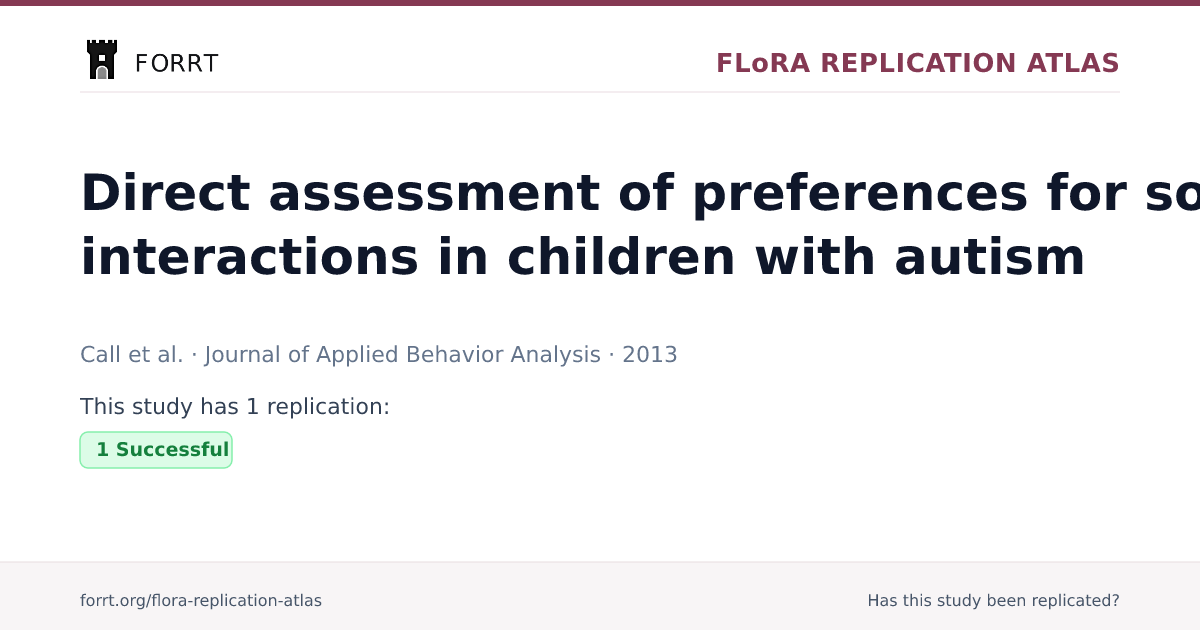 FORRT
FLoRA REPLICATION ATLAS
Direct assessment of preferences for so
interactions in children with autism
Call et al. · Journal of Applied Behavior Analysis · 2013
This study has 1 replication:
1 Successful
forrt.org/flora-replication-atlas
Has this study been replicated?